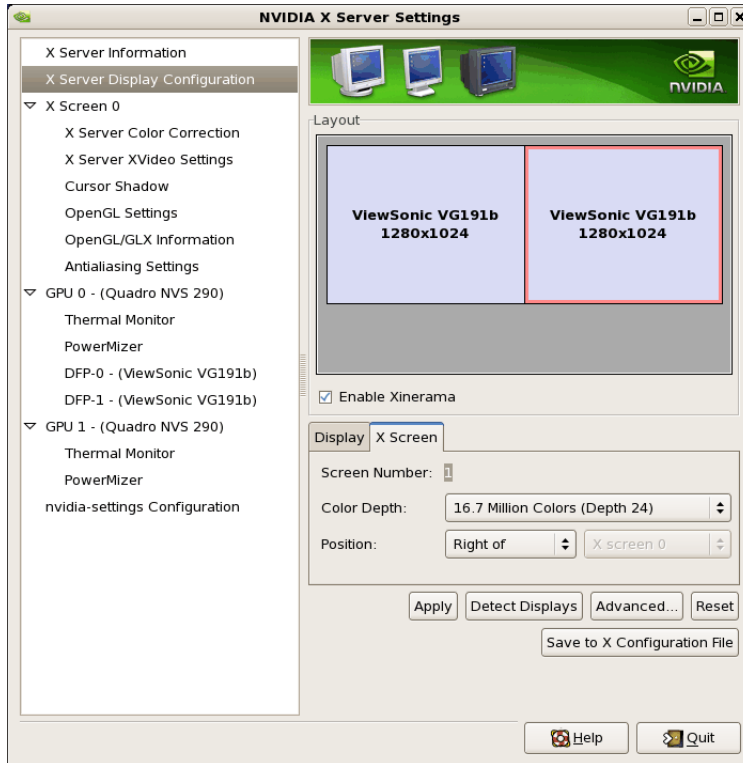 NVIDIA X Server Settings
X Server Information
X Server Display Configuration
X Screen 0
X Server Color Correction
X Server XVideo Settings
Cursor Shadow
OpenGL Settings
OpenGL/GLX Information
Antialiasing Settings
GPU 0 - (Quadro NVS 290)
Thermal Monitor
PowerMizer
DFP-0 - (ViewSonic VG191b)
DFP-1 - (ViewSonic VG191b)
GPU 1 - (Quadro NVS 290)
Thermal Monitor
PowerMizer
nvidia-settings Configuration
NVIDIA
Layout
ViewSonic VG191b
1280x1024
ViewSonic VG191b
1280x1024
Enable Xinerama
Display X Screen
Screen Number: 1
Color Depth: 16.7 Million Colors (Depth 24)
Position: Right of X screen 0
Apply Detect Displays Advanced... Reset
Save to X Configuration File
Help Quit